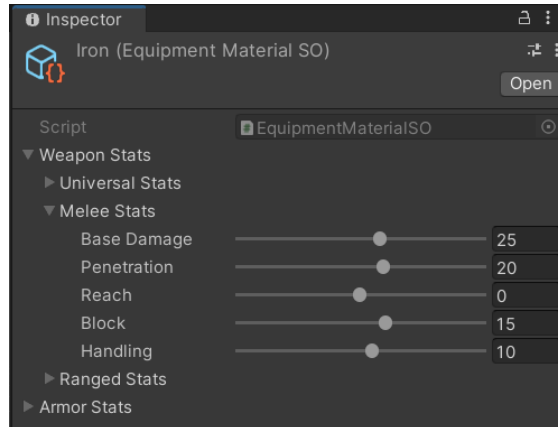 Inspector
Iron (Equipment Material SO)
Open
Script EquipmentMaterialSO
Weapon Stats
Universal Stats
Melee Stats
Base Damage 25
Penetration 20
Reach 0
Block 15
Handling 10
Ranged Stats
Armor Stats